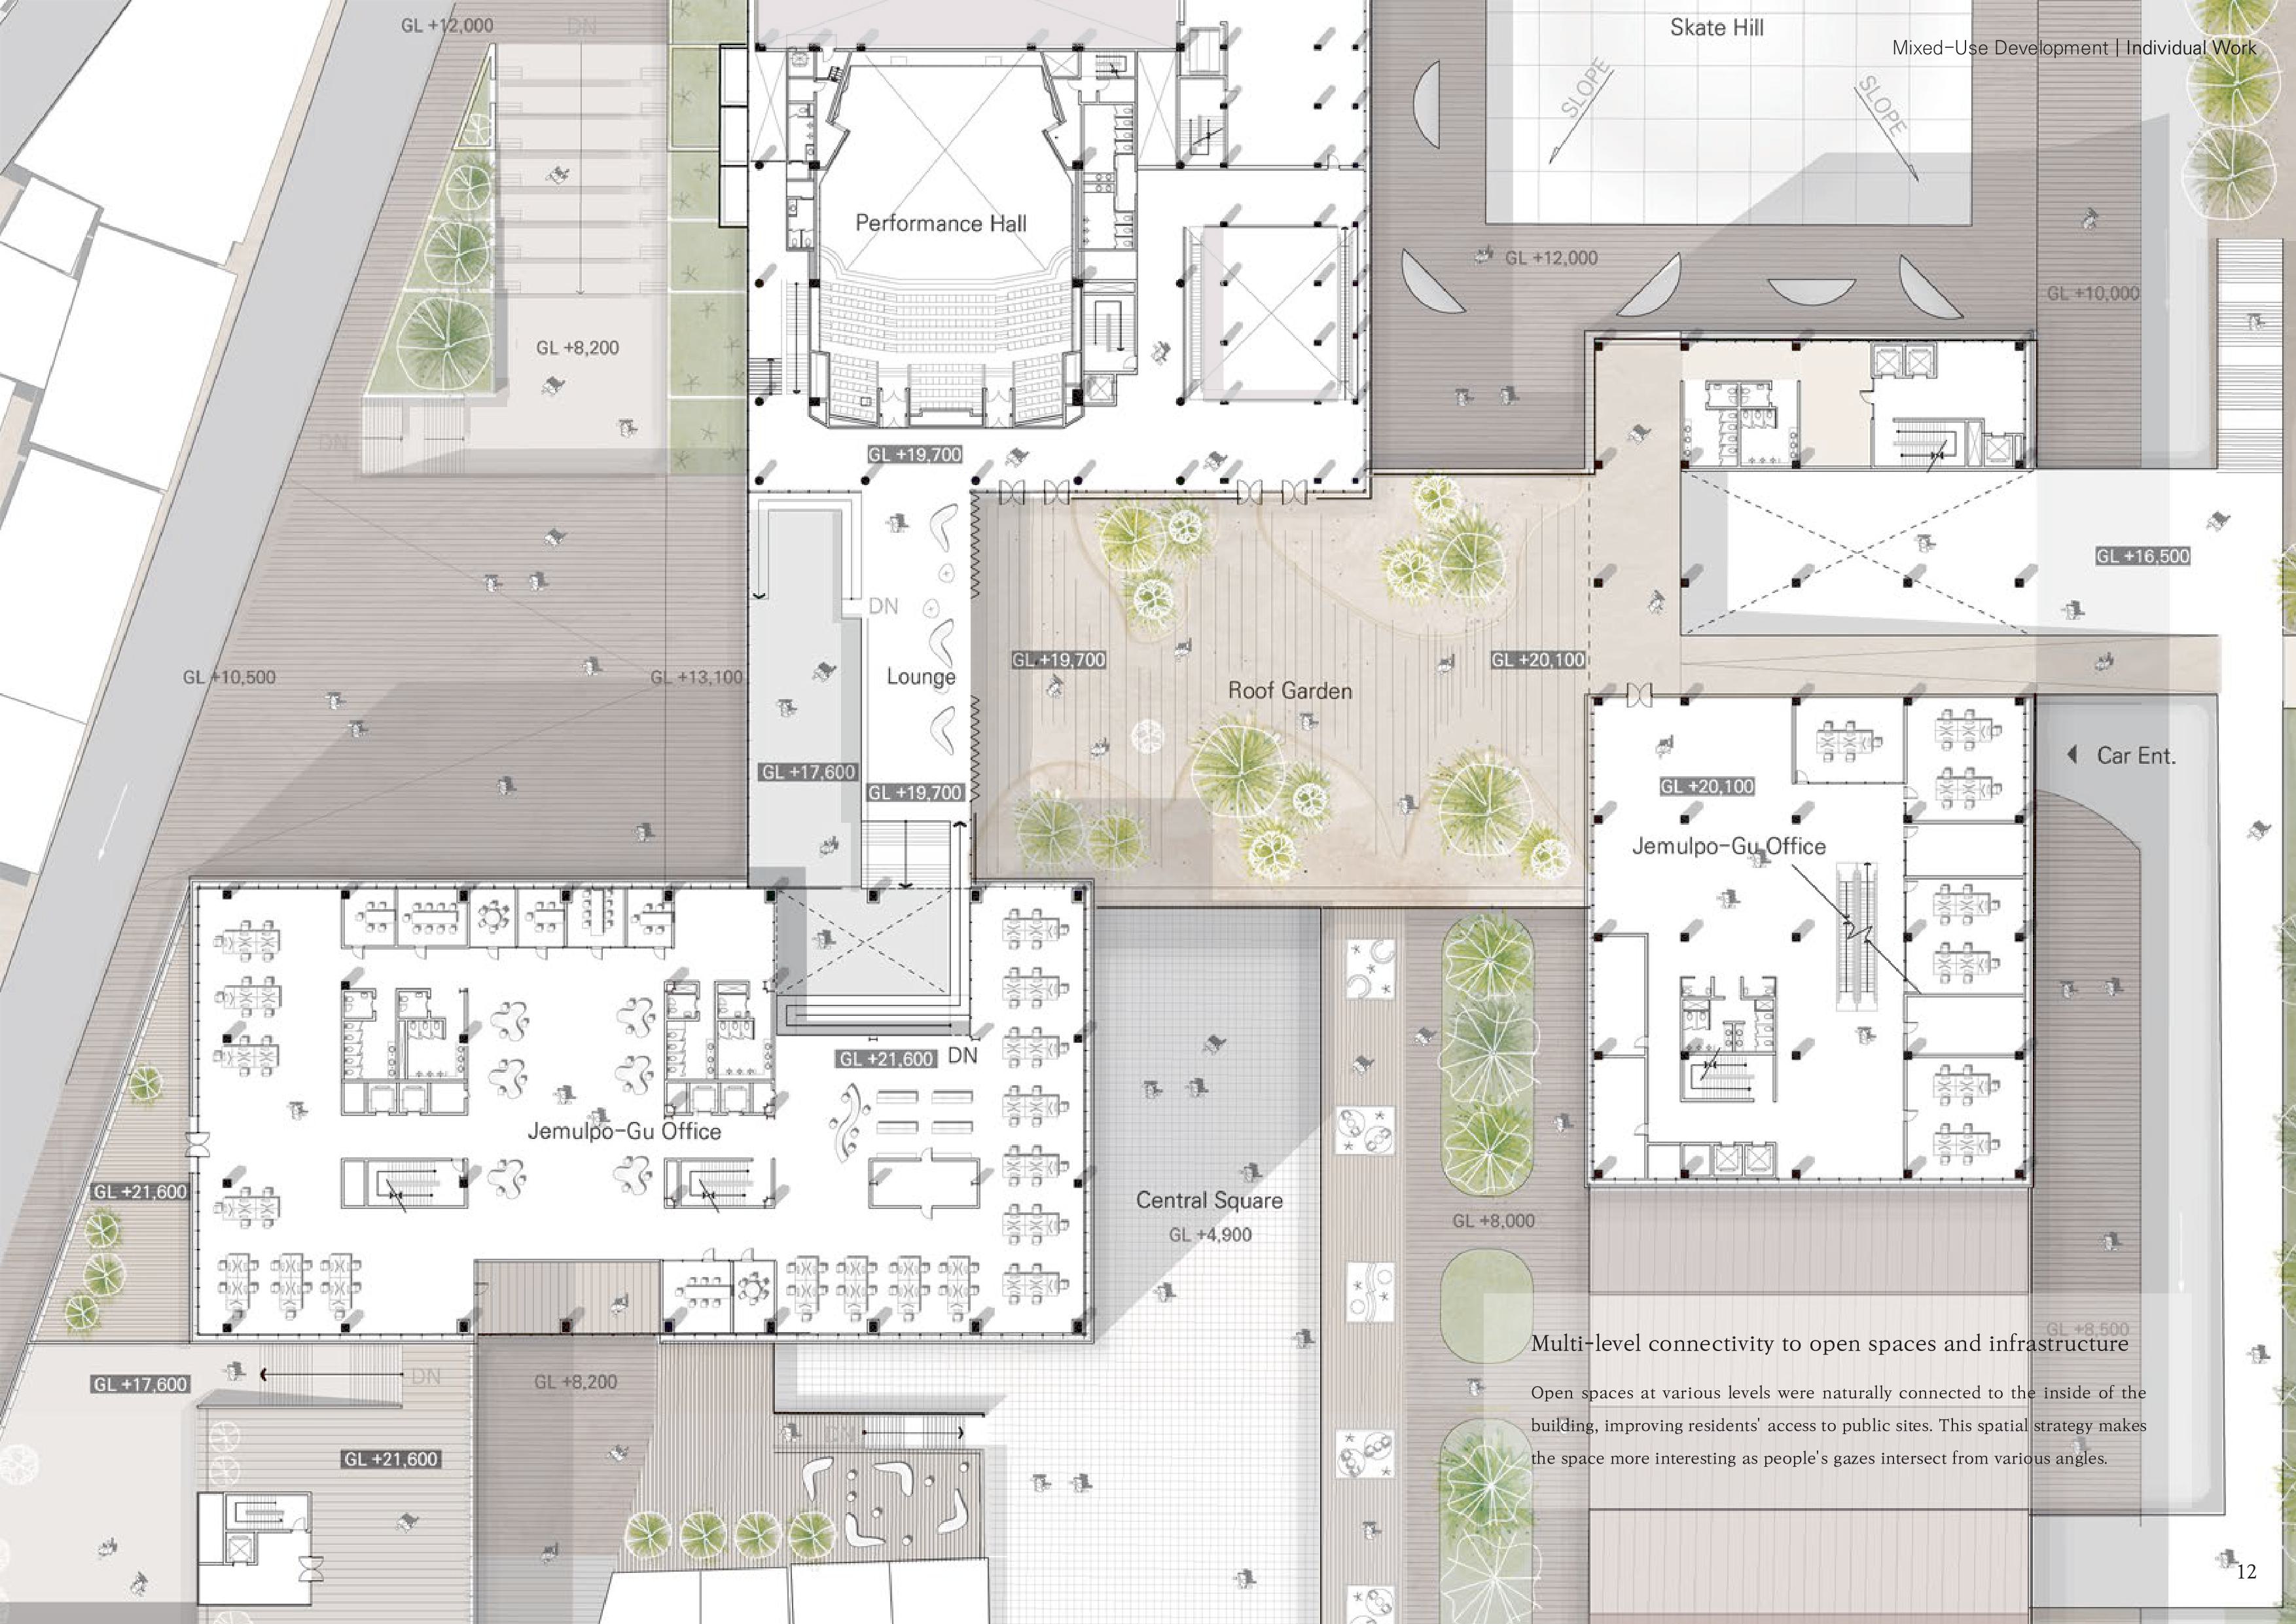 GL +12,000
DN
Skate Hill
Mixed-Use Development | Individual Work
SLOPE
SLOPE
Performance Hall
GL +12,000
GL +10,000
GL +8,200
DN
GL +19,700
GL +16,500
DN
Lounge
GL +10,500
GL +13,100
GL +19,700
GL +20,100
Roof Garden
GL +17,600
GL +19,700
Car Ent.
GL +20,100
Jemulpo-Gu Office
GL +21,600
DN
Jemulpo-Gu Office
GL +21,600
Central Square
GL +4,900
GL +8,000
GL +8,500
Multi-level connectivity to open spaces and infrastructure
GL +17,600
DN
GL +8,200
Open spaces at various levels were naturally connected to the inside of the
building, improving residents' access to public sites. This spatial strategy makes
the space more interesting as people's gazes intersect from various angles.
DN
GL +21,600
12